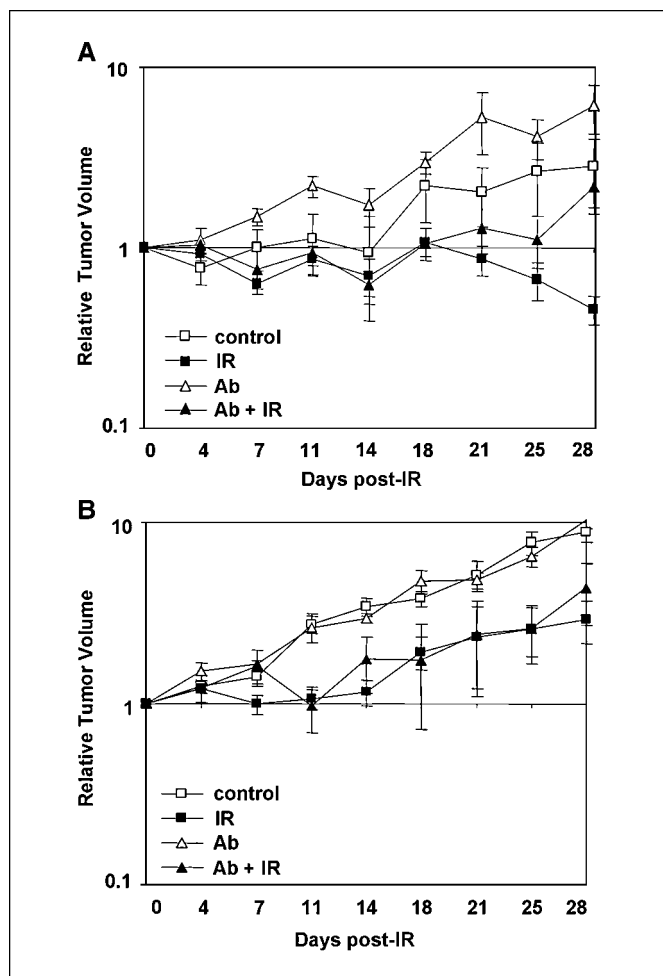 A
10
1
0.1
Relative Tumor Volume
control
IR
Ab
Ab + IR
0 4 7 11 14 18 21 25 28
Days post-IR
B
10
1
0.1
Relative Tumor Volume
control
IR
Ab
Ab + IR
0 4 7 11 14 18 21 25 28
Days post-IR